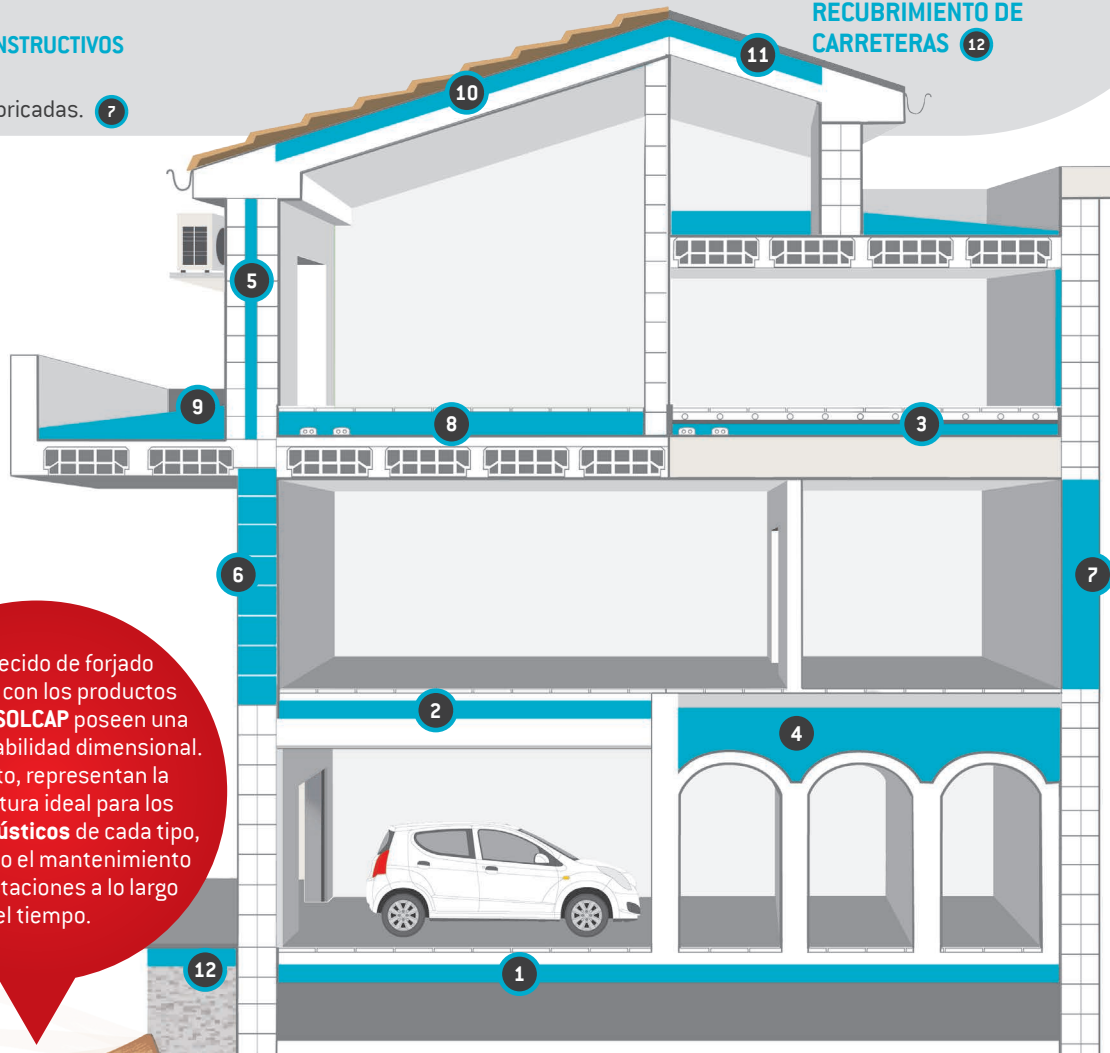 RECUBRIMIENTO DE
CARRETERAS 12
NSTRUCTIVOS
oricadas. 7
11
10
5
9
8
3
6
7
2
4
ecido de forjado
con los productos
SOLCAP poseen una
abilidad dimensional.
to, representan la
tura ideal para los
ústicos de cada tipo,
o el mantenimiento
taciones a lo largo
el tiempo.
12
1